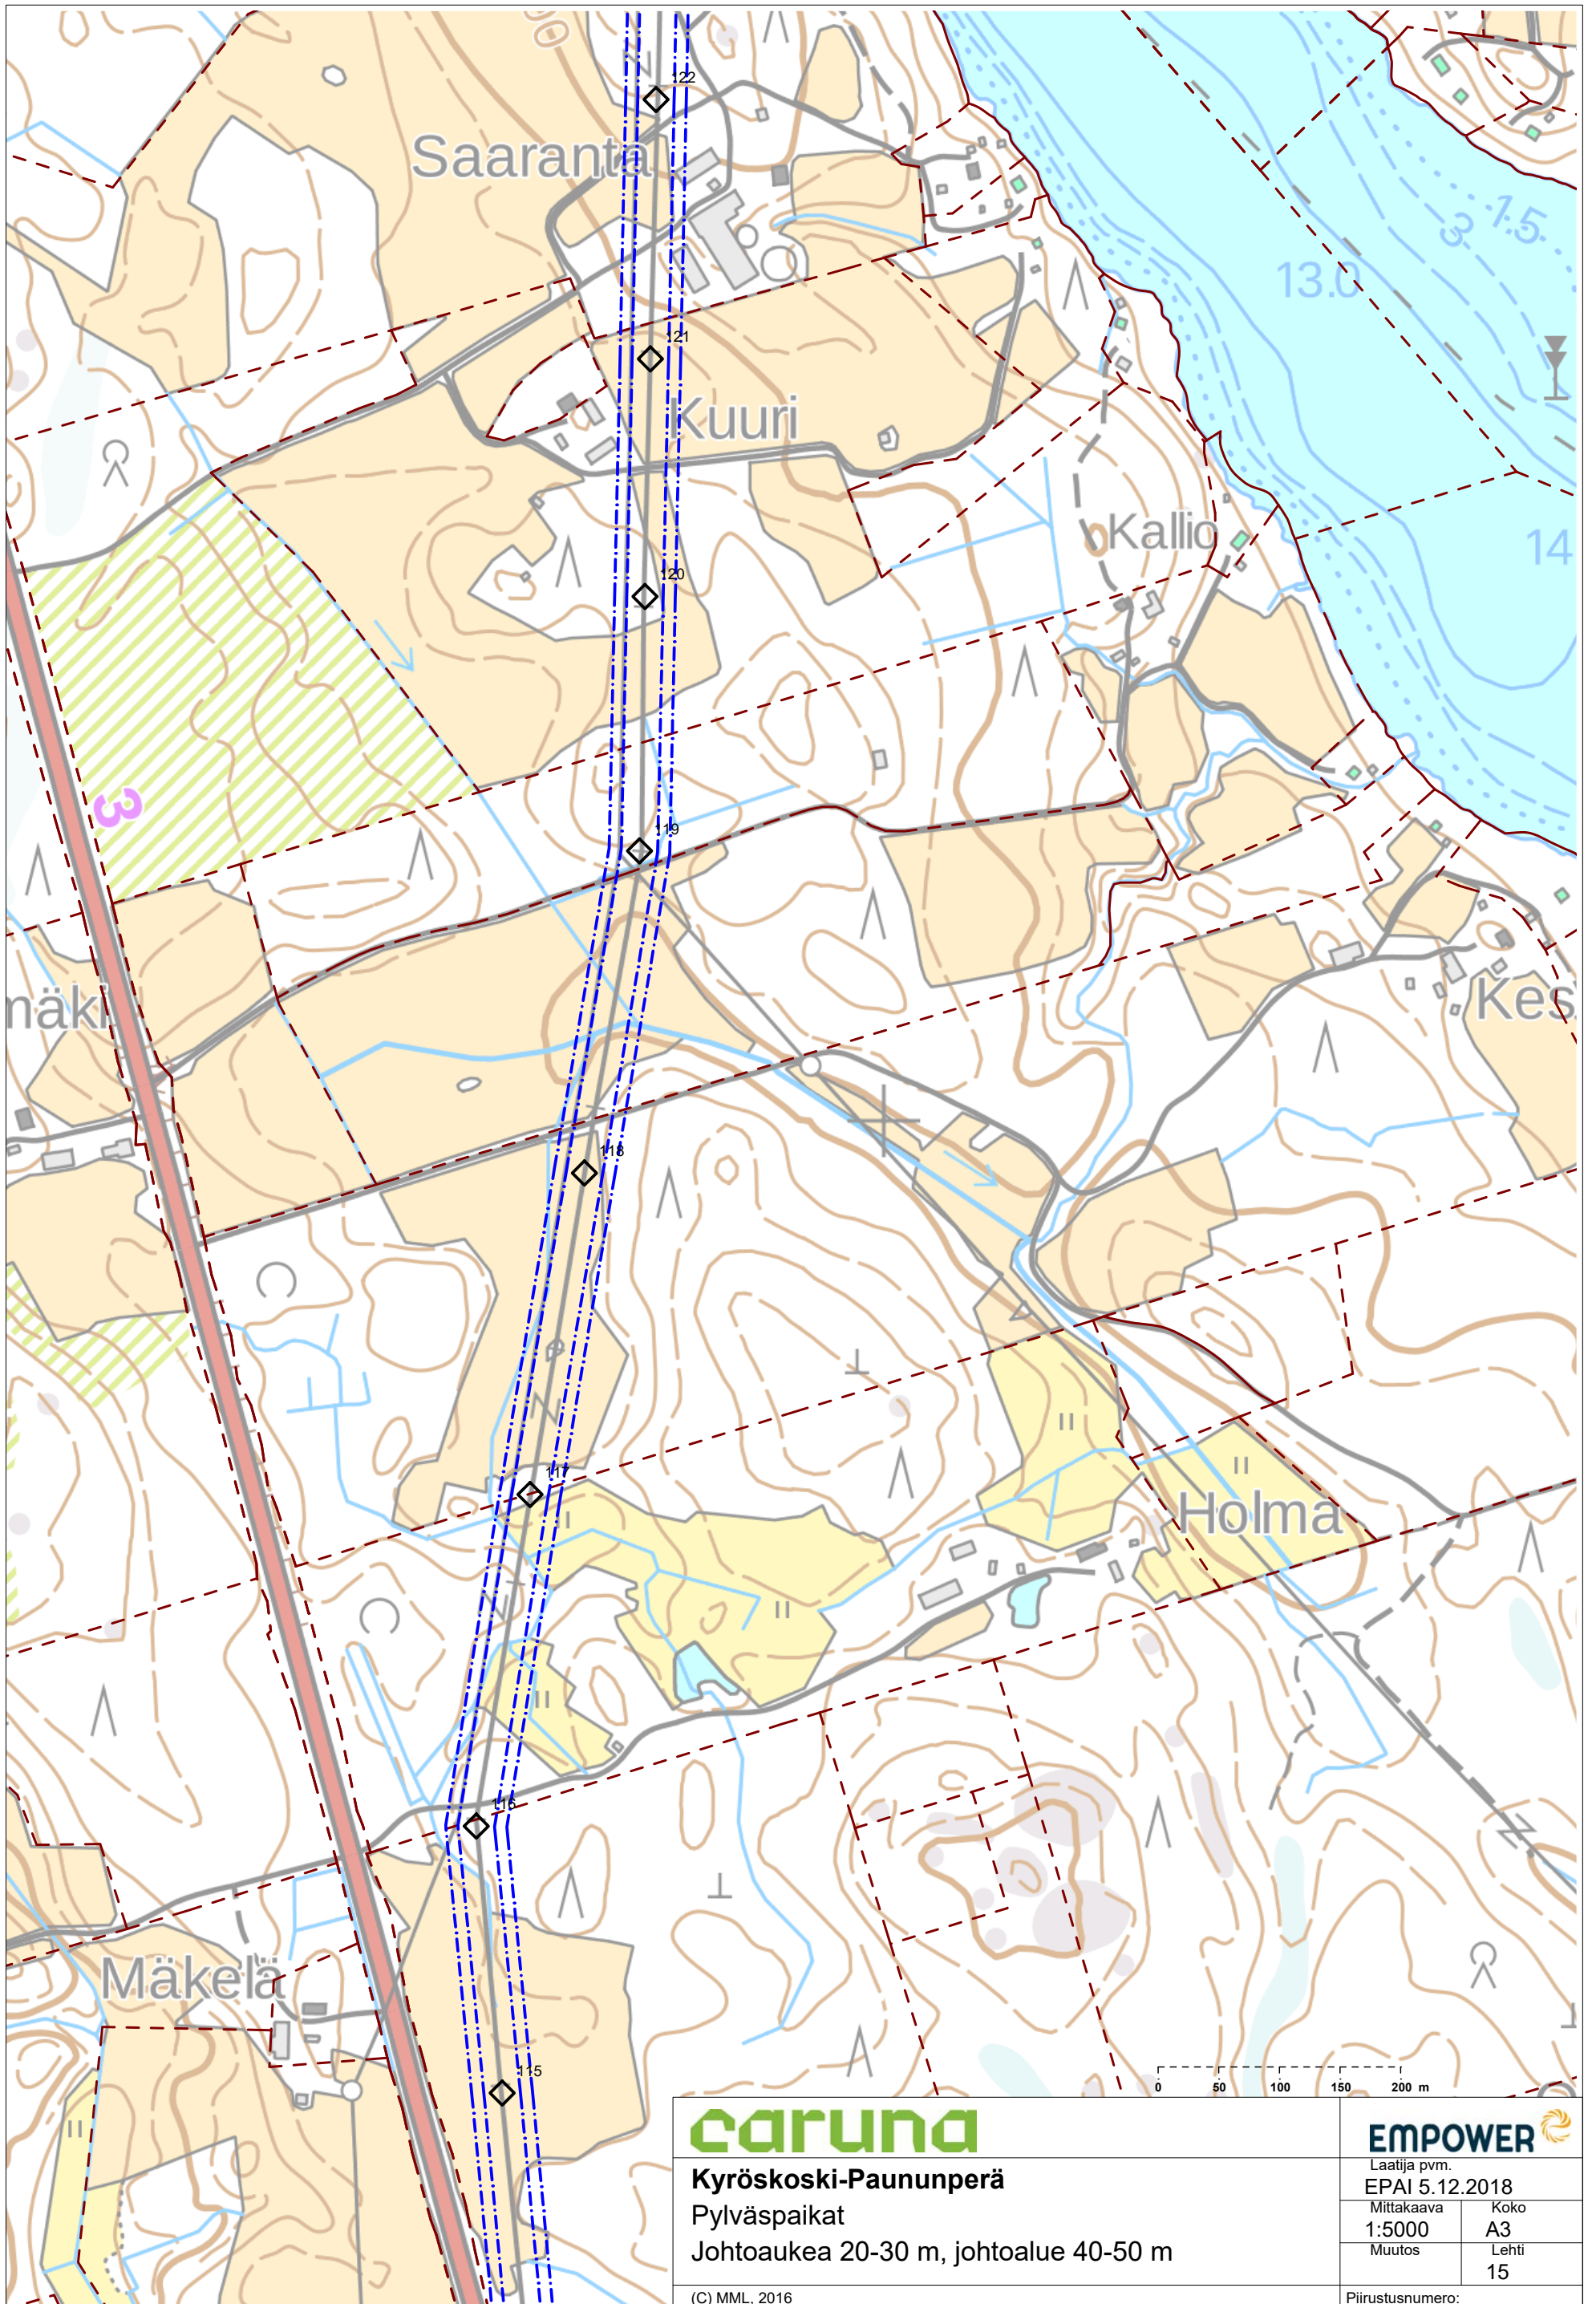 122
Saaranta
1.5
3
13.0
121
Kuuri
Kallio
14
120
3
119
mäki
Kes
118
117
Holma
116
Mäkelä
115
0 50 100 150 200 m
caruna
EMPOWER
Kyröskoski-Paununperä
Pylväspaikat
Johtoaukea 20-30 m, johtoalue 40-50 m
(C) MML, 2016
Laatija pvm.
EPAI 5.12.2018
Mittakaava Koko
1:5000 A3
Muutos Lehti
15
Piirustusnumero: